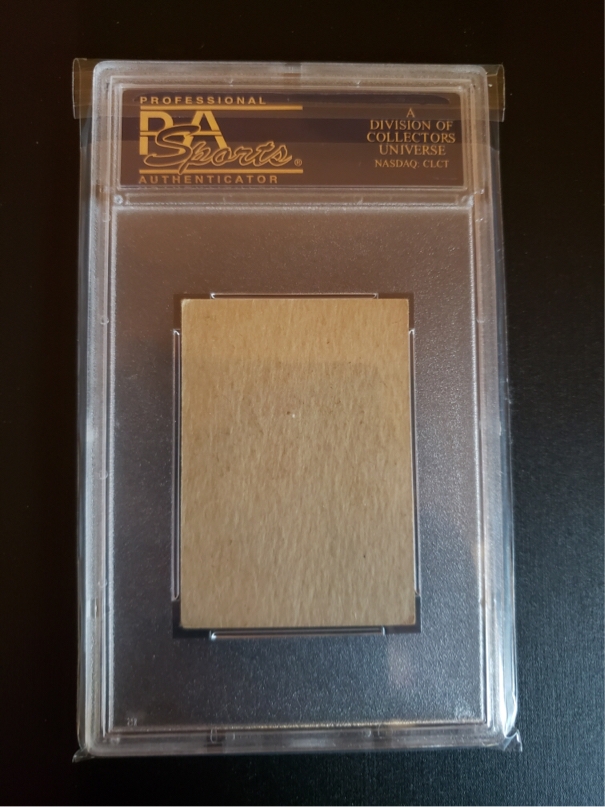 PROFESSIONAL
PSA
Sports®
AUTHENTICATOR
A
DIVISION OF
COLLECTORS
UNIVERSE
NASDAQ: CLCT